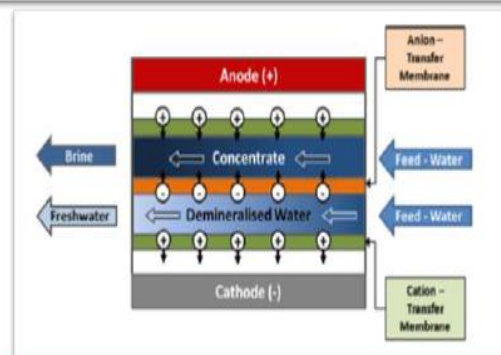 Anion –
Transfer
Membrane
Anode (+)
+ + + + +
Brine
Concentrate
Feed - Water
- - - - -
Freshwater
Demineralised Water
Feed - Water
+ + + + +
Cathode (-)
Cation –
Transfer
Membrane